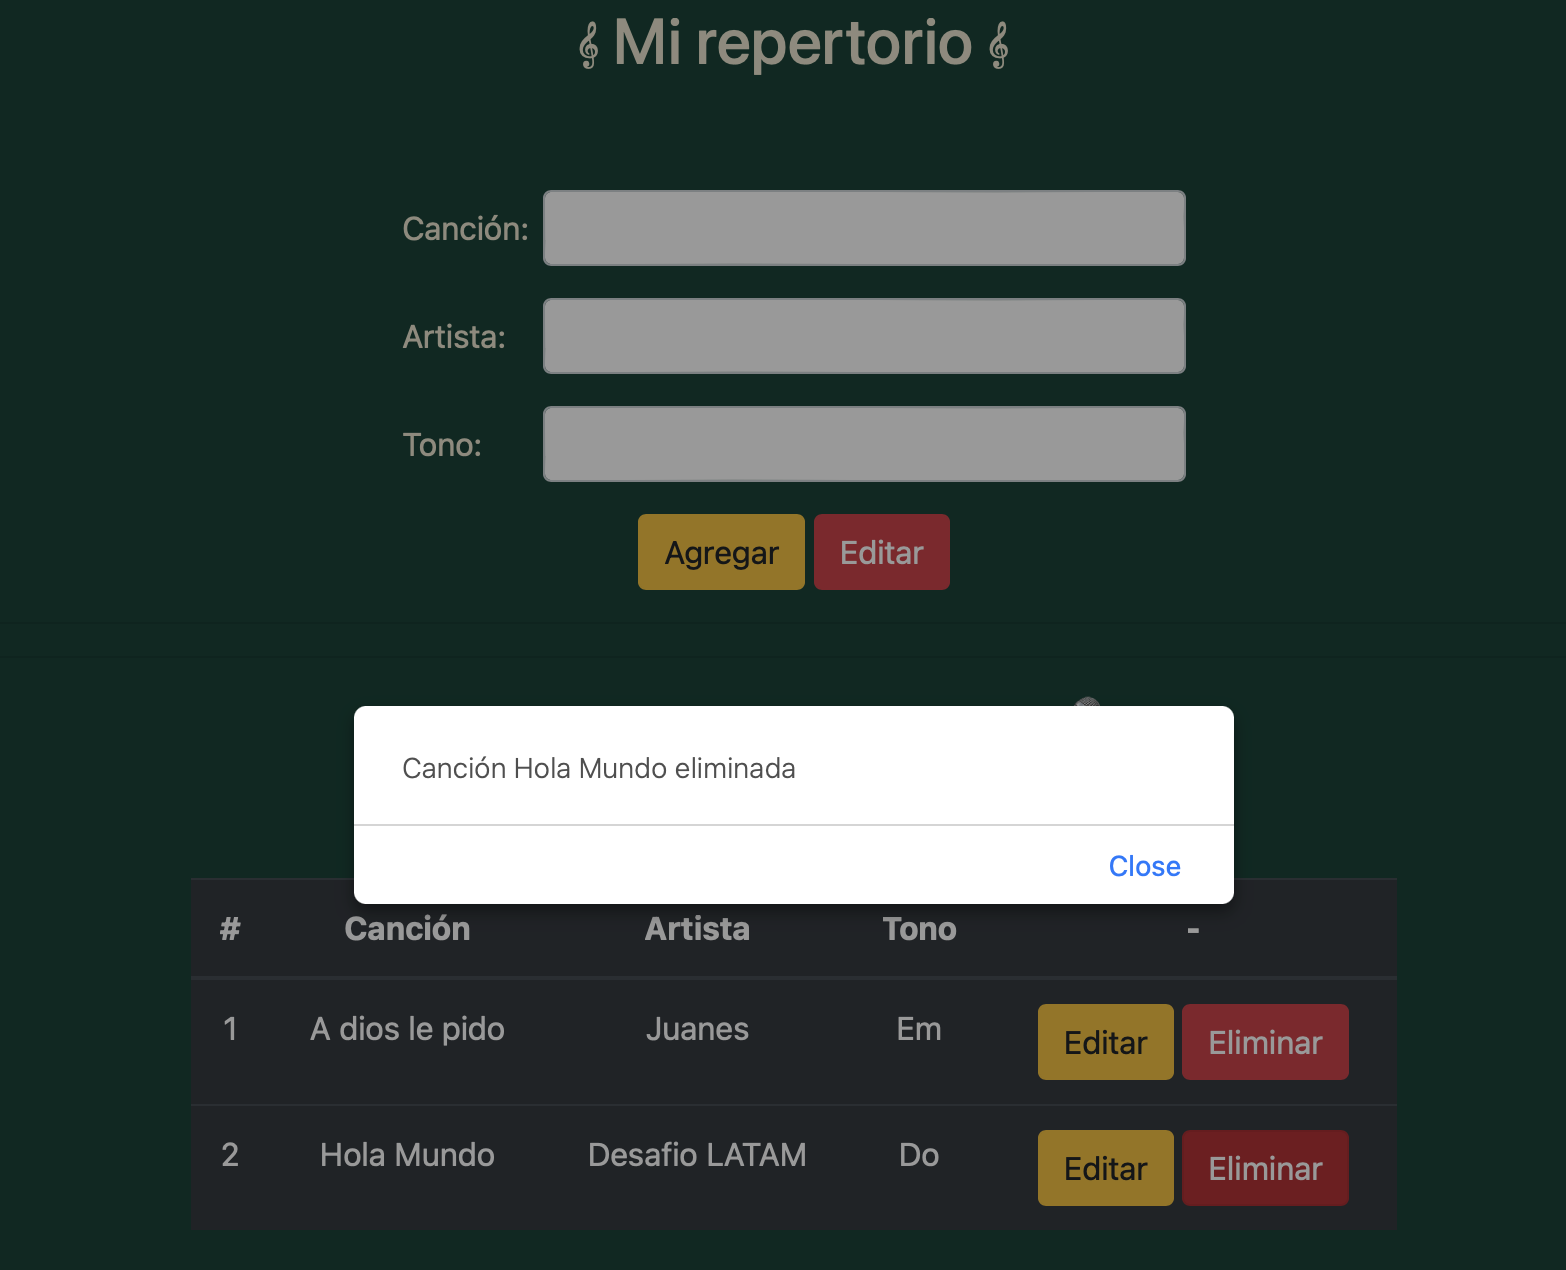 𝄞 Mi repertorio 𝄞
Canción:
Artista:
Tono:
Agregar Editar
Canción Hola Mundo eliminada
Close
# Canción Artista Tono -
1 A dios le pido Juanes Em Editar Eliminar
2 Hola Mundo Desafio LATAM Do Editar Eliminar